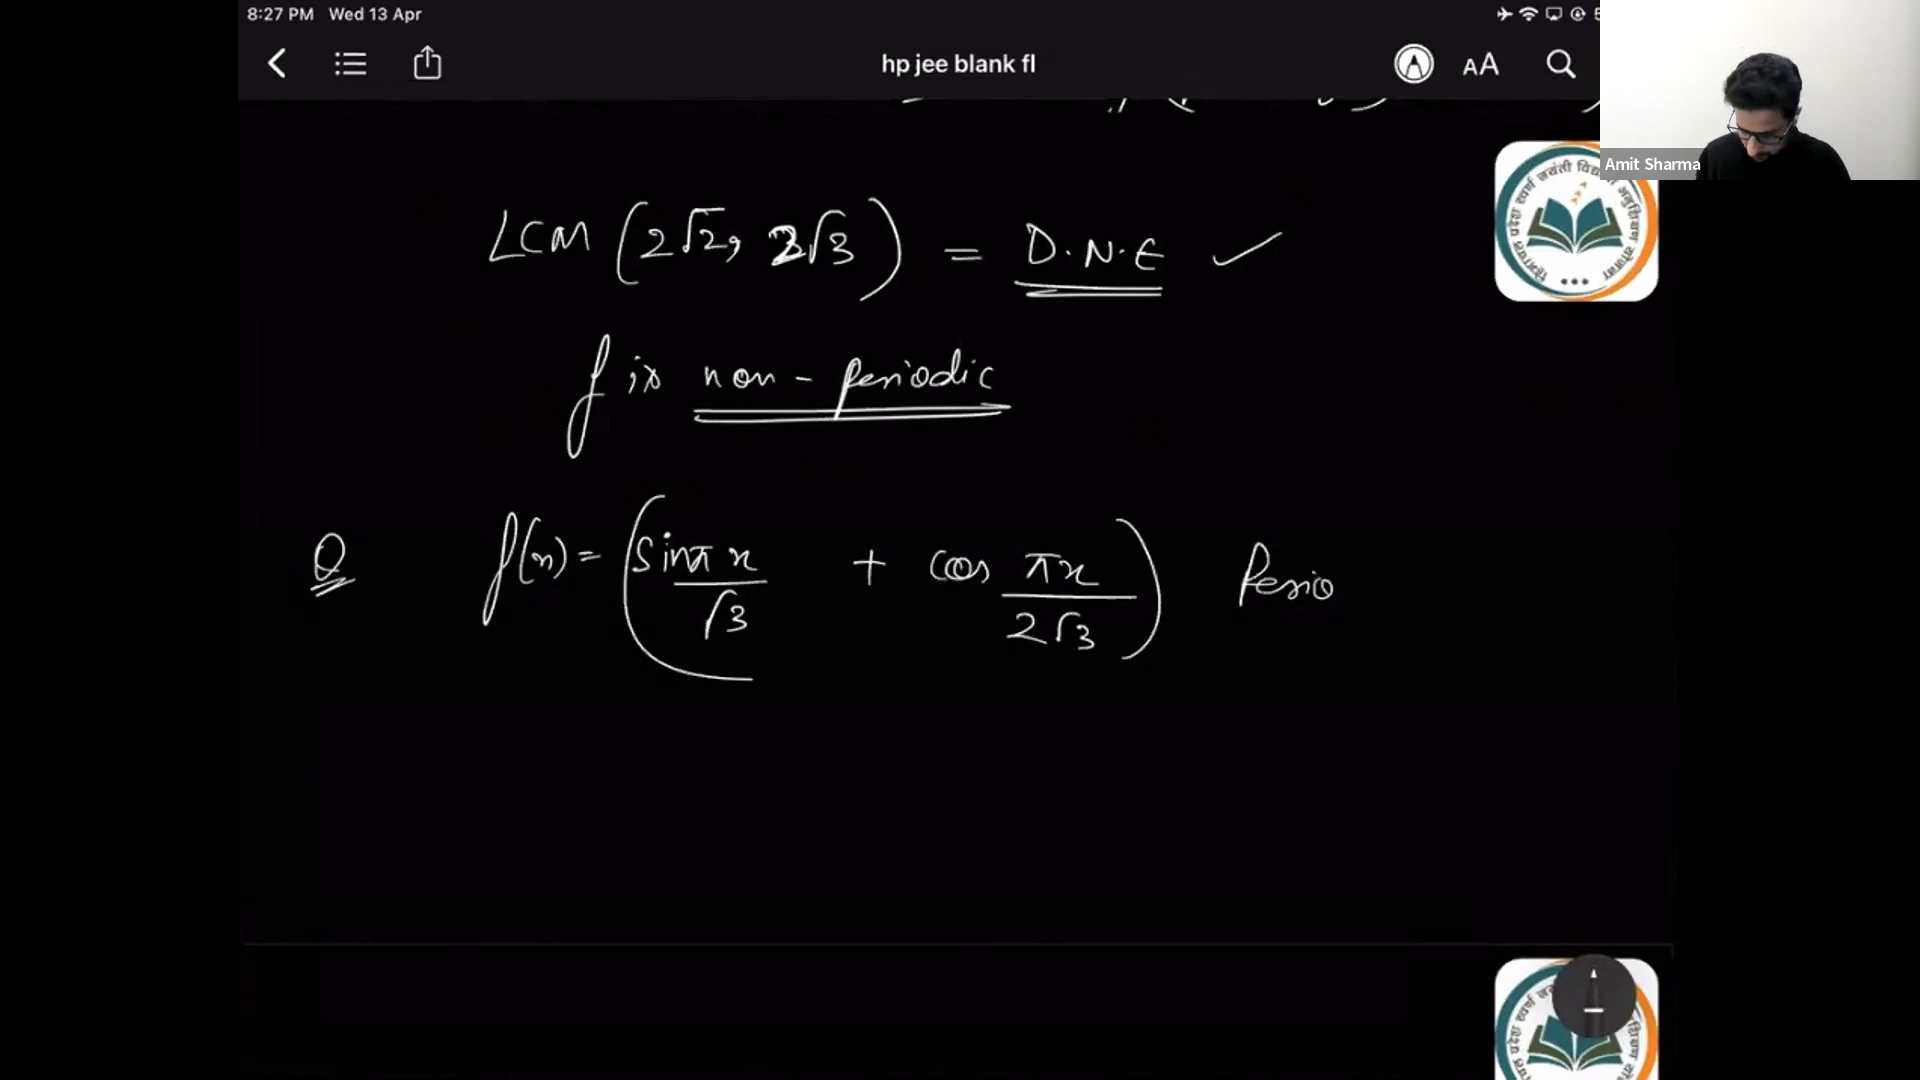 8:27 PM Wed 13 Apr
hp jee blank fl
AA
Amit Sharma
LCM (2√2, 2√3) = D.N.E ✓
f is non-periodic
Q f(x) = (sin πx/√3 + cos πx/2√3) Perio